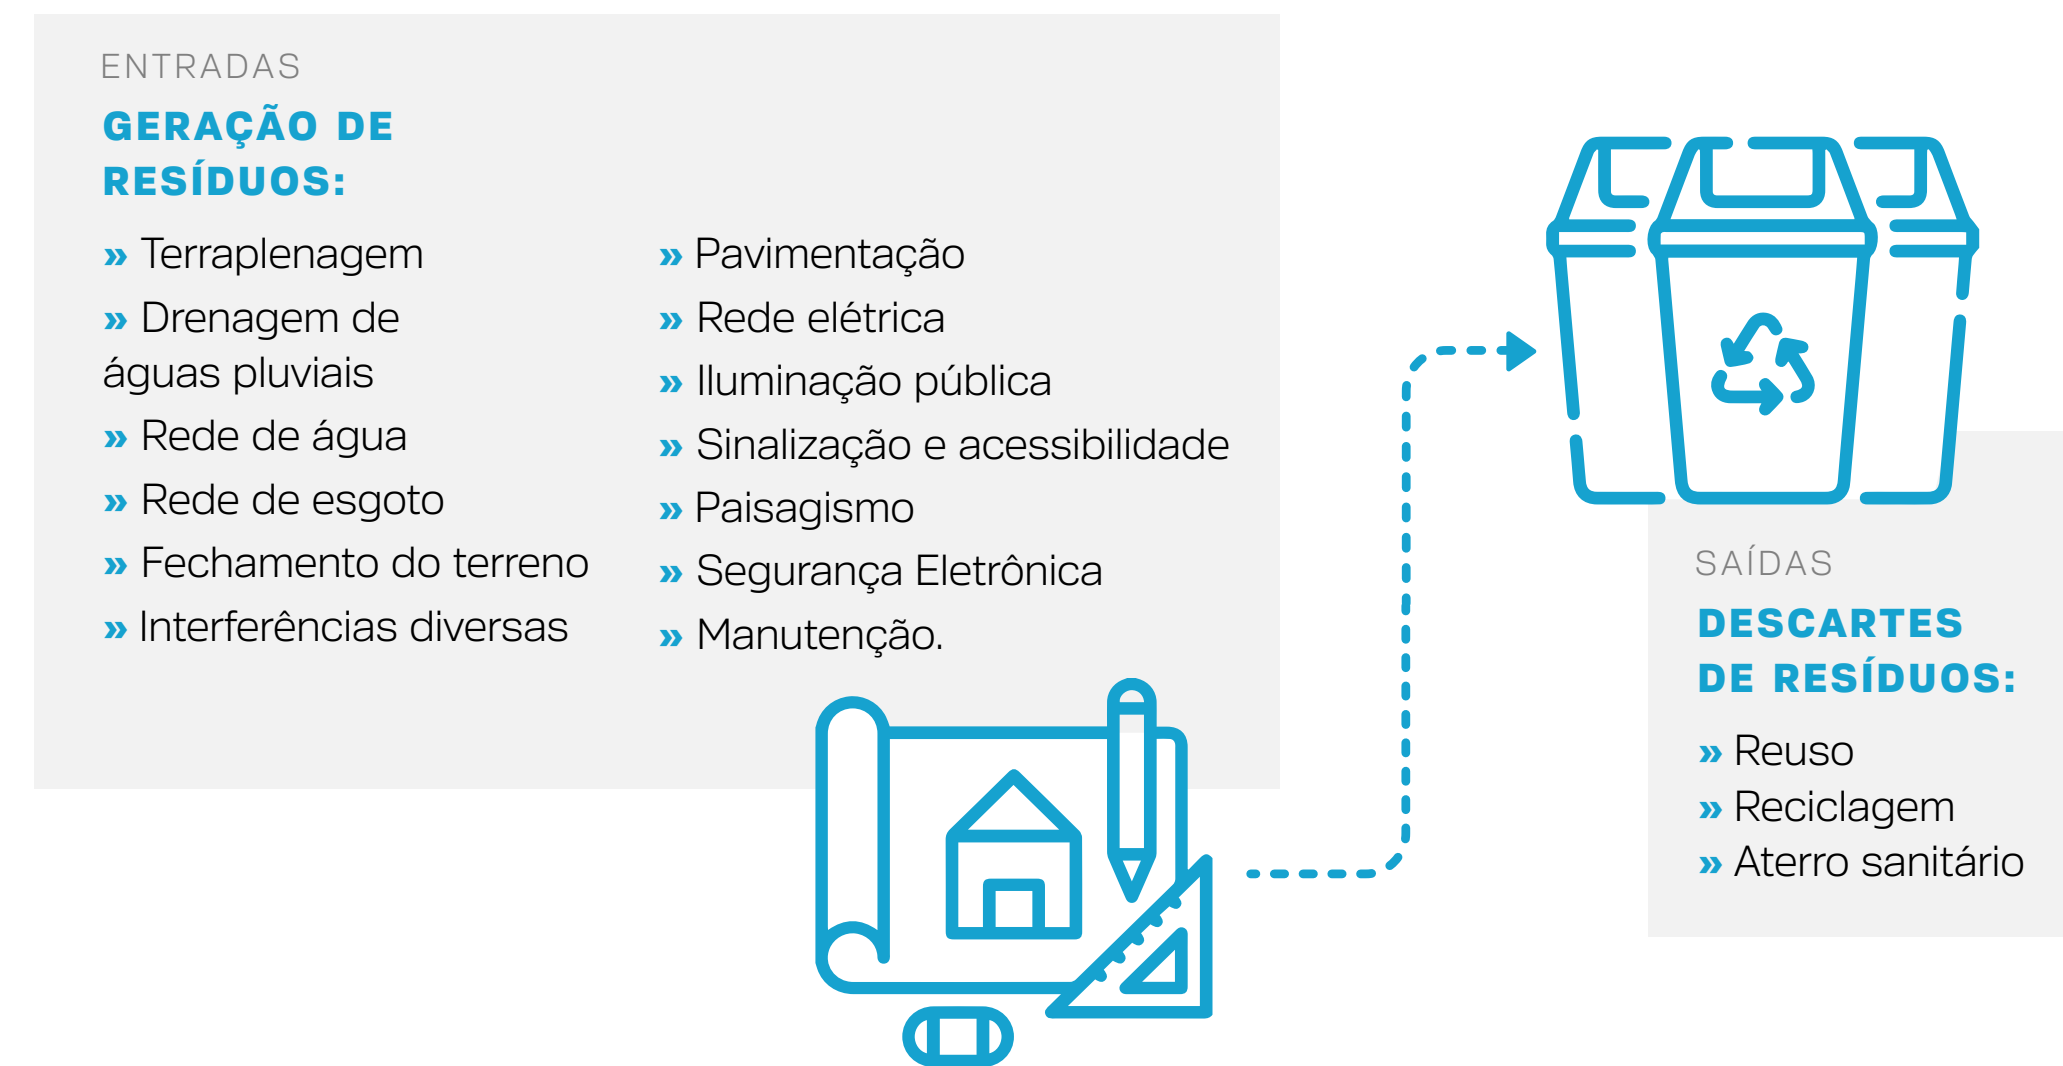 ENTRADAS
GERAÇÃO DE
RESÍDUOS:
» Terraplenagem
» Drenagem de
águas pluviais
» Rede de água
» Rede de esgoto
» Fechamento do terreno
» Interferências diversas
» Pavimentação
» Rede elétrica
» Iluminação pública
» Sinalização e acessibilidade
» Paisagismo
» Segurança Eletrônica
» Manutenção.
SAÍDAS
DESCARTES
DE RESÍDUOS:
» Reuso
» Reciclagem
» Aterro sanitário